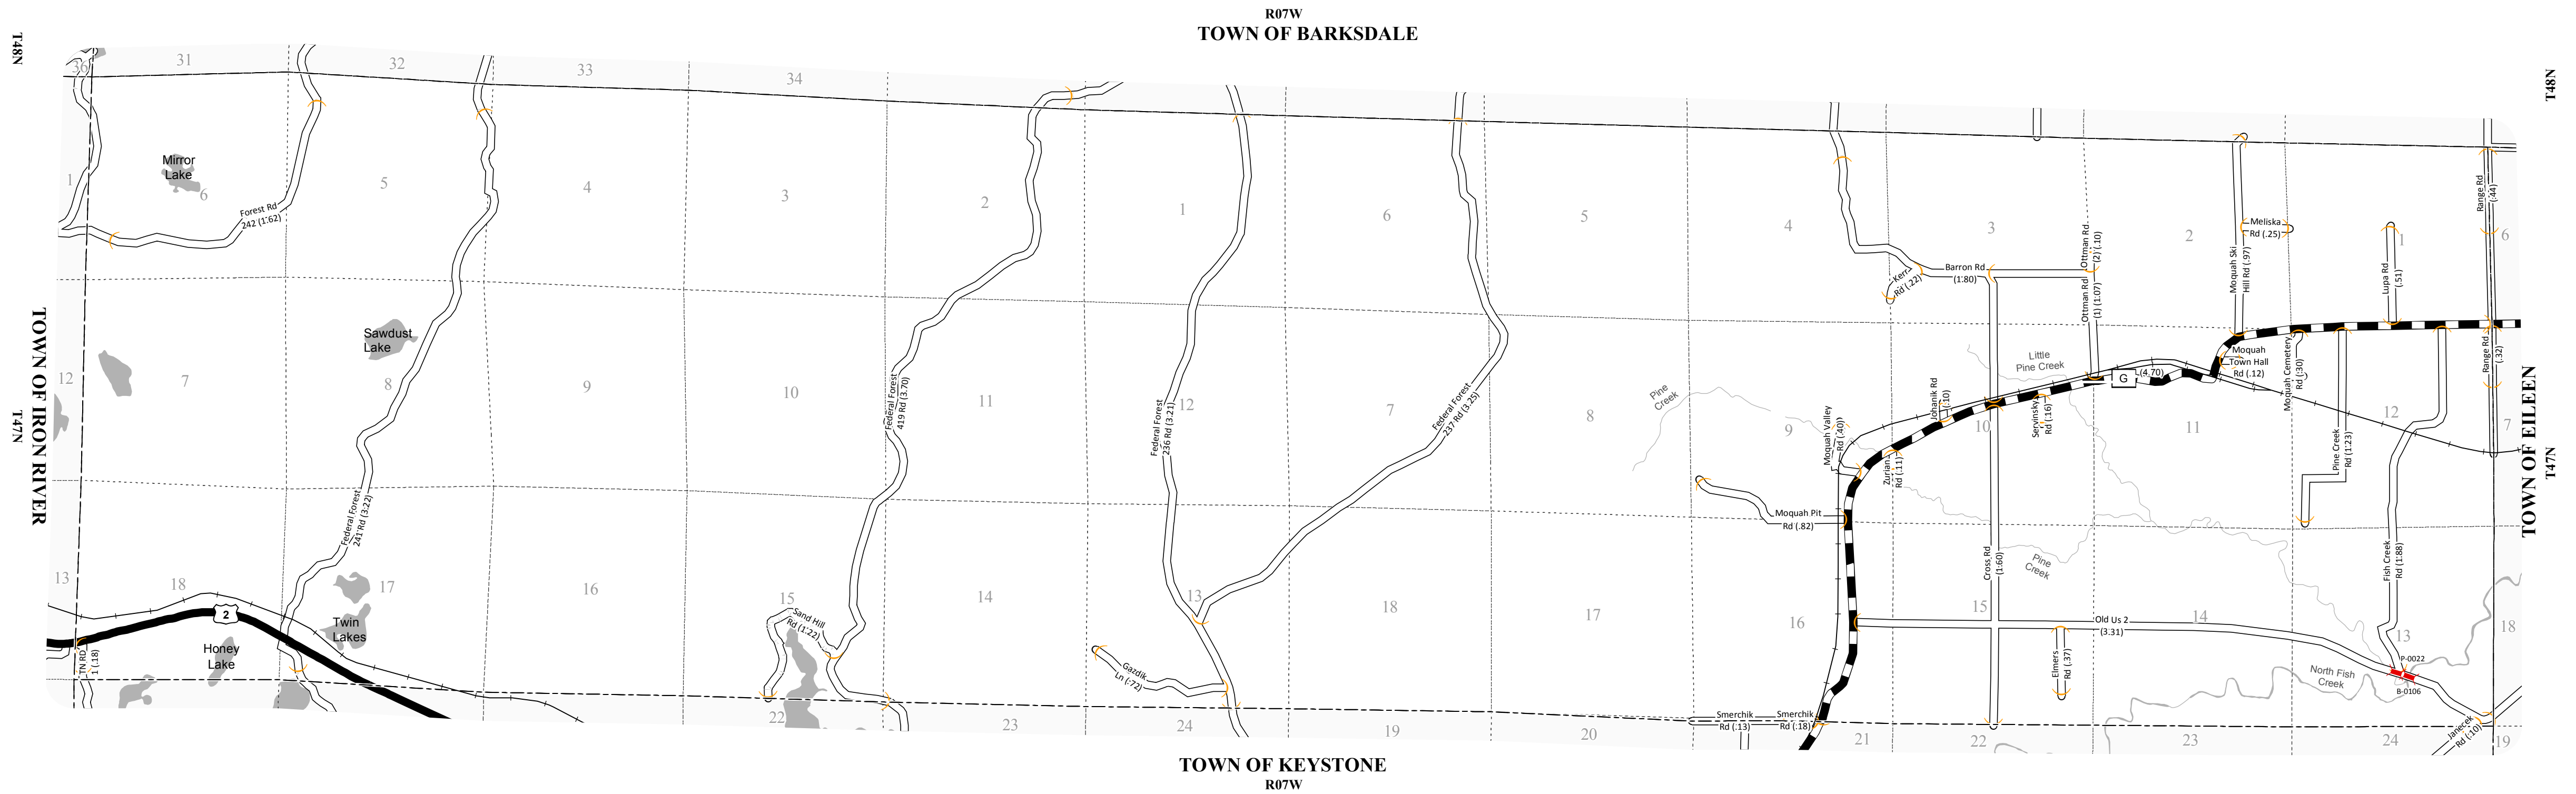 R07W
TOWN OF BARKSDALE
T48N
T48N
36
31
32
33
34
1
Mirror
Lake
6
5
4
3
2
1
6
5
4
3
2
1
6
Forest Rd
242 (1.62)
Kerr
Rd (.22)
Barron Rd
(1.80)
Ottman Rd
(2) (.10)
Ottman Rd
(1) (1.07)
Moquah Ski
Hill Rd (.97)
Meliska
Rd (.25)
Lupa Rd
(.51)
Range Rd
(.44)
TOWN OF IRON RIVER
T47N
12
7
Sawdust
Lake
8
9
10
11
12
7
8
9
10
11
12
7
Federal Forest
241 Rd (3.22)
Federal Forest
419 Rd (3.70)
Federal Forest
236 Rd (3.21)
Federal Forest
237 Rd (3.25)
Pine
Creek
Little
Pine Creek
Moquah Valley
Rd (.40)
Johanik Rd
(.10)
Zurian
Rd (.11)
Servinsky
Rd (.16)
G
(4.70)
Moquah
Town Hall
Rd (.12)
Moquah Cemetery
Rd (.30)
Pine Creek
Rd (1.23)
Range Rd
(.32)
TOWN OF EILEEN
T47N
Moquah Pit
Rd (.82)
Cross Rd
(1.60)
Pine
Creek
Fish Creek
Rd (1.88)
13
18
17
16
15
14
13
18
17
16
15
14
13
18
2
TN RD
1 (.18)
Honey
Lake
Twin
Lakes
Sand Hill
Rd (1.22)
Gazdik
Ln (.72)
Old Us 2
(3.31)
Elmers
Rd (.37)
North Fish
Creek
P-0022
B-0106
Smerchik
Rd (.13)
Smerchik
Rd (.18)
Janecek
Rd (.10)
22
23
24
19
20
21
22
23
24
19
TOWN OF KEYSTONE
R07W